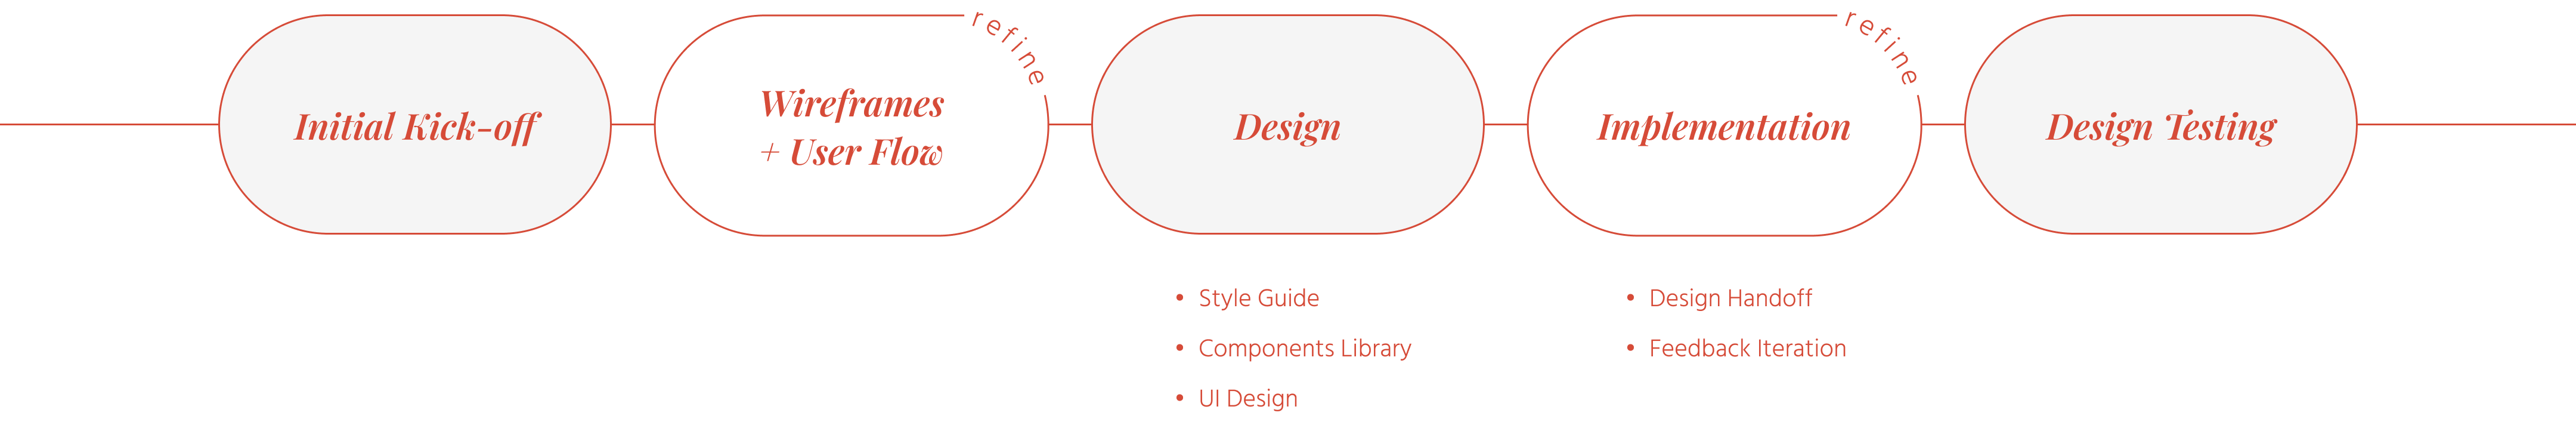 Initial Kick-off
Wireframes
+ User Flow
refine
Design
Implementation
refine
Design Testing
• Style Guide
• Components Library
• UI Design
• Design Handoff
• Feedback Iteration